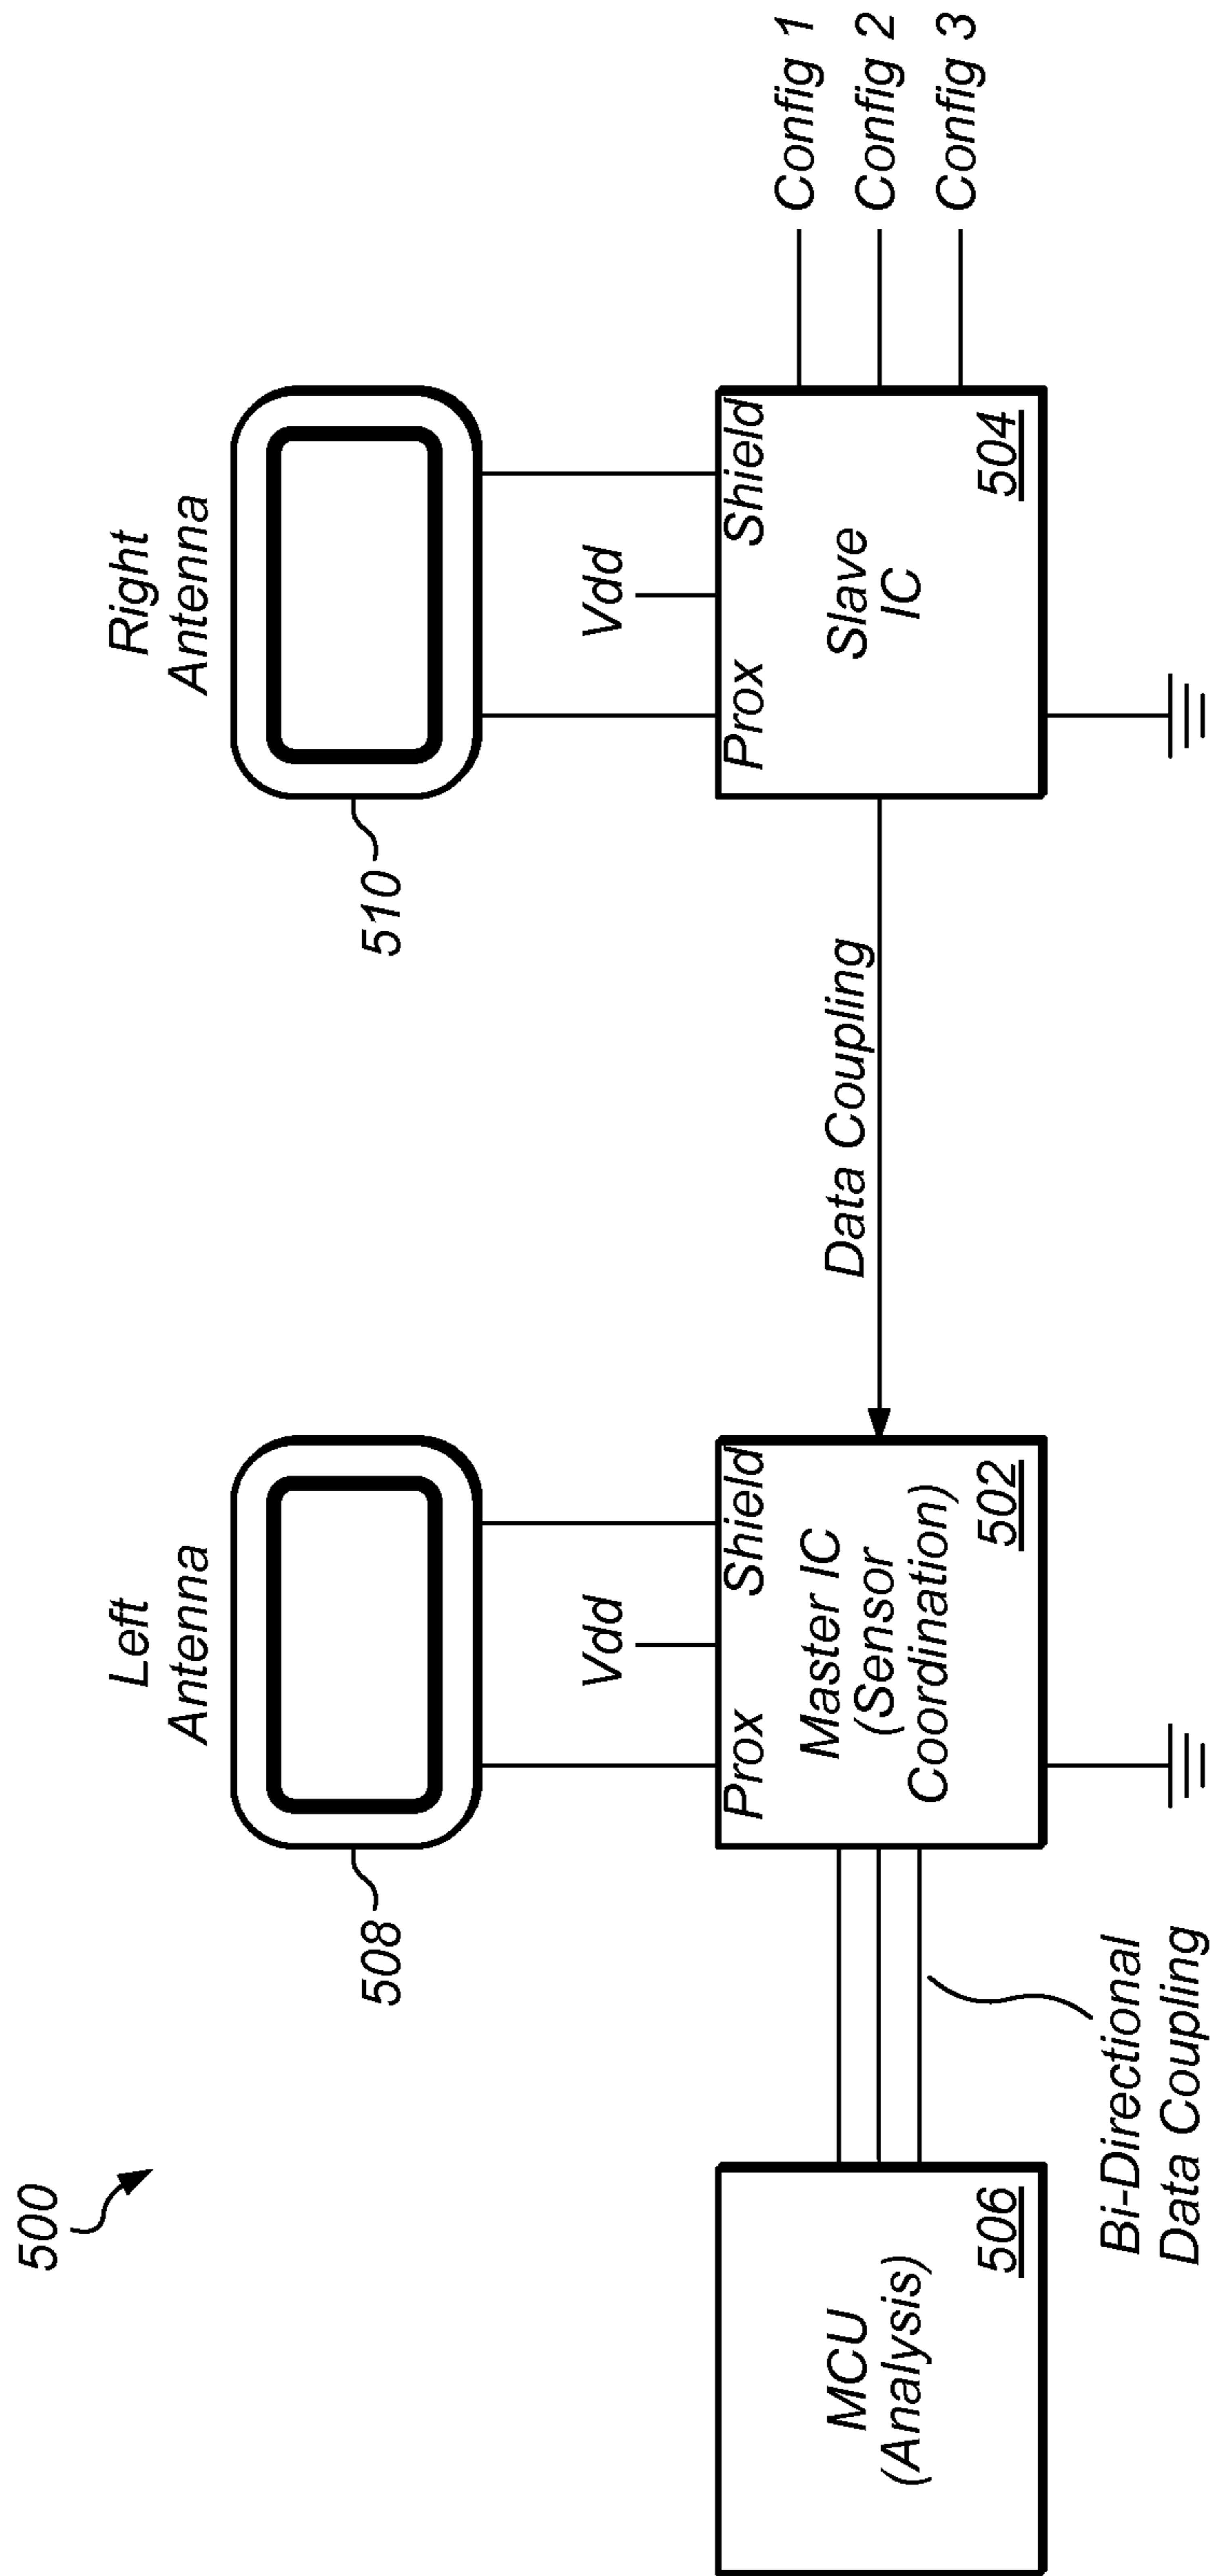 500
Left
Antenna
Right
Antenna
508
510
Vdd
Vdd
Prox
Shield
Prox
Shield
MCU
(Analysis)
506
Master IC
(Sensor
Coordination)
502
Data Coupling
Slave
IC
504
Config 1
Config 2
Config 3
Bi-Directional
Data Coupling